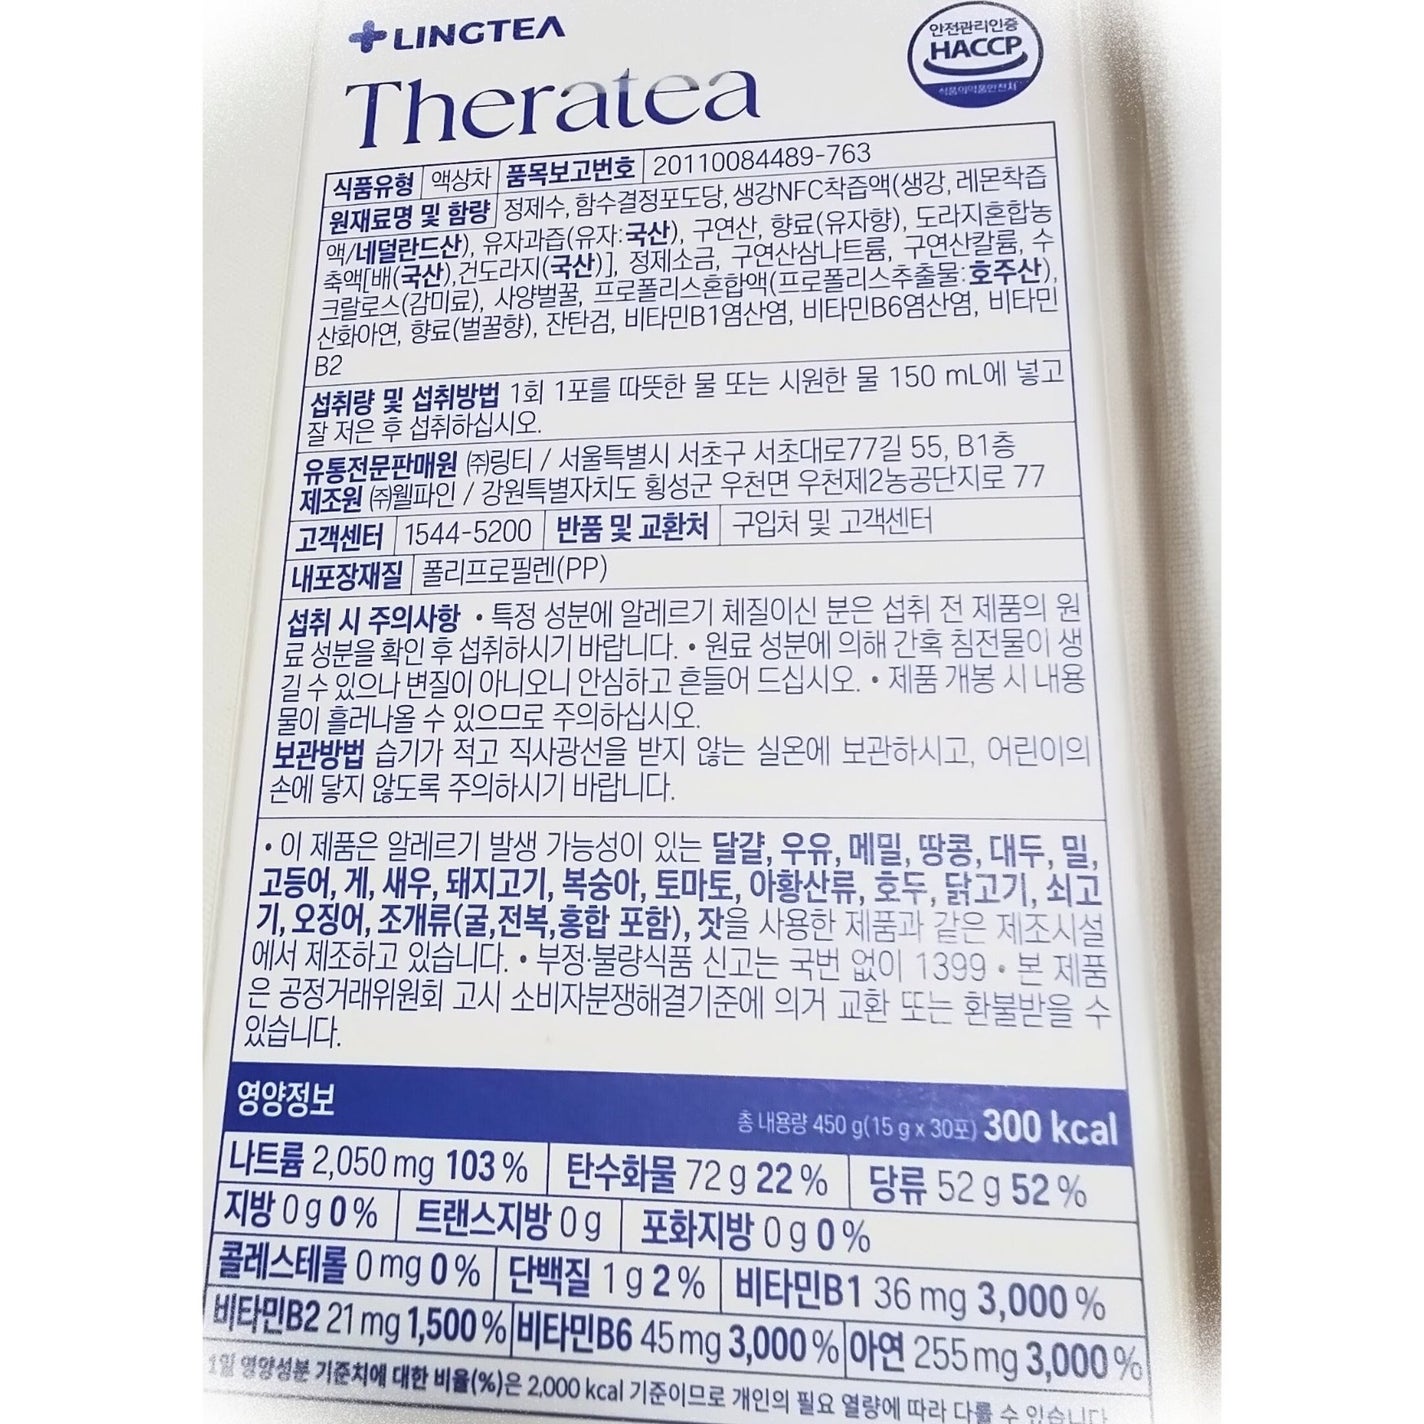 LINGTEA
안전관리인증
HACCP
식품의약품안전처
Theratea
식품유형 액상차 품목보고번호 20110084489-763
원재료명 및 함량 정제수, 함수결정포도당, 생강NFC착즙액(생강, 레몬착즙
액/네덜란드산), 유자과즙(유자:국산), 구연산, 향료(유자향), 도라지혼합농
축액[배(국산),건도라지(국산)], 정제소금, 구연산삼나트륨, 구연산칼륨, 수
크랄로스(감미료), 사양벌꿀, 프로폴리스혼합액(프로폴리스추출물:호주산),
산화아연, 향료(벌꿀향), 잔탄검, 비타민B1염산염, 비타민B6염산염, 비타민
B2
섭취량 및 섭취방법 1회 1포를 따뜻한 물 또는 시원한 물 150 mL에 넣고
잘 저은 후 섭취하십시오.
유통전문판매원 ㈜링티 / 서울특별시 서초구 서초대로77길 55, B1층
제조원 ㈜웰파인 / 강원특별자치도 횡성군 우천면 우천제2농공단지로 77
고객센터 1544-5200 반품 및 교환처 구입처 및 고객센터
내포장재질 폴리프로필렌(PP)
섭취 시 주의사항 • 특정 성분에 알레르기 체질이신 분은 섭취 전 제품의 원
료 성분을 확인 후 섭취하시기 바랍니다. • 원료 성분에 의해 간혹 침전물이 생
길 수 있으나 변질이 아니오니 안심하고 흔들어 드십시오. • 제품 개봉 시 내용
물이 흘러나올 수 있으므로 주의하십시오.
보관방법 습기가 적고 직사광선을 받지 않는 실온에 보관하시고, 어린이의
손에 닿지 않도록 주의하시기 바랍니다.
• 이 제품은 알레르기 발생 가능성이 있는 달걀, 우유, 메밀, 땅콩, 대두, 밀,
고등어, 게, 새우, 돼지고기, 복숭아, 토마토, 아황산류, 호두, 닭고기, 쇠고
기, 오징어, 조개류(굴,전복,홍합 포함), 잣을 사용한 제품과 같은 제조시설
에서 제조하고 있습니다. • 부정·불량식품 신고는 국번 없이 1399 • 본 제품
은 공정거래위원회 고시 소비자분쟁해결기준에 의거 교환 또는 환불받을 수
있습니다.
영양정보
총 내용량 450 g(15 g x 30포) 300 kcal
나트륨 2,050 mg 103 % 탄수화물 72 g 22 % 당류 52 g 52 %
지방 0 g 0 % 트랜스지방 0 g 포화지방 0 g 0 %
콜레스테롤 0 mg 0 % 단백질 1 g 2 % 비타민B1 36 mg 3,000 %
비타민B2 21 mg 1,500 % 비타민B6 45 mg 3,000 % 아연 255 mg 3,000 %
1일 영양성분 기준치에 대한 비율(%)은 2,000 kcal 기준이므로 개인의 필요 열량에 따라 다를 수 있습니다